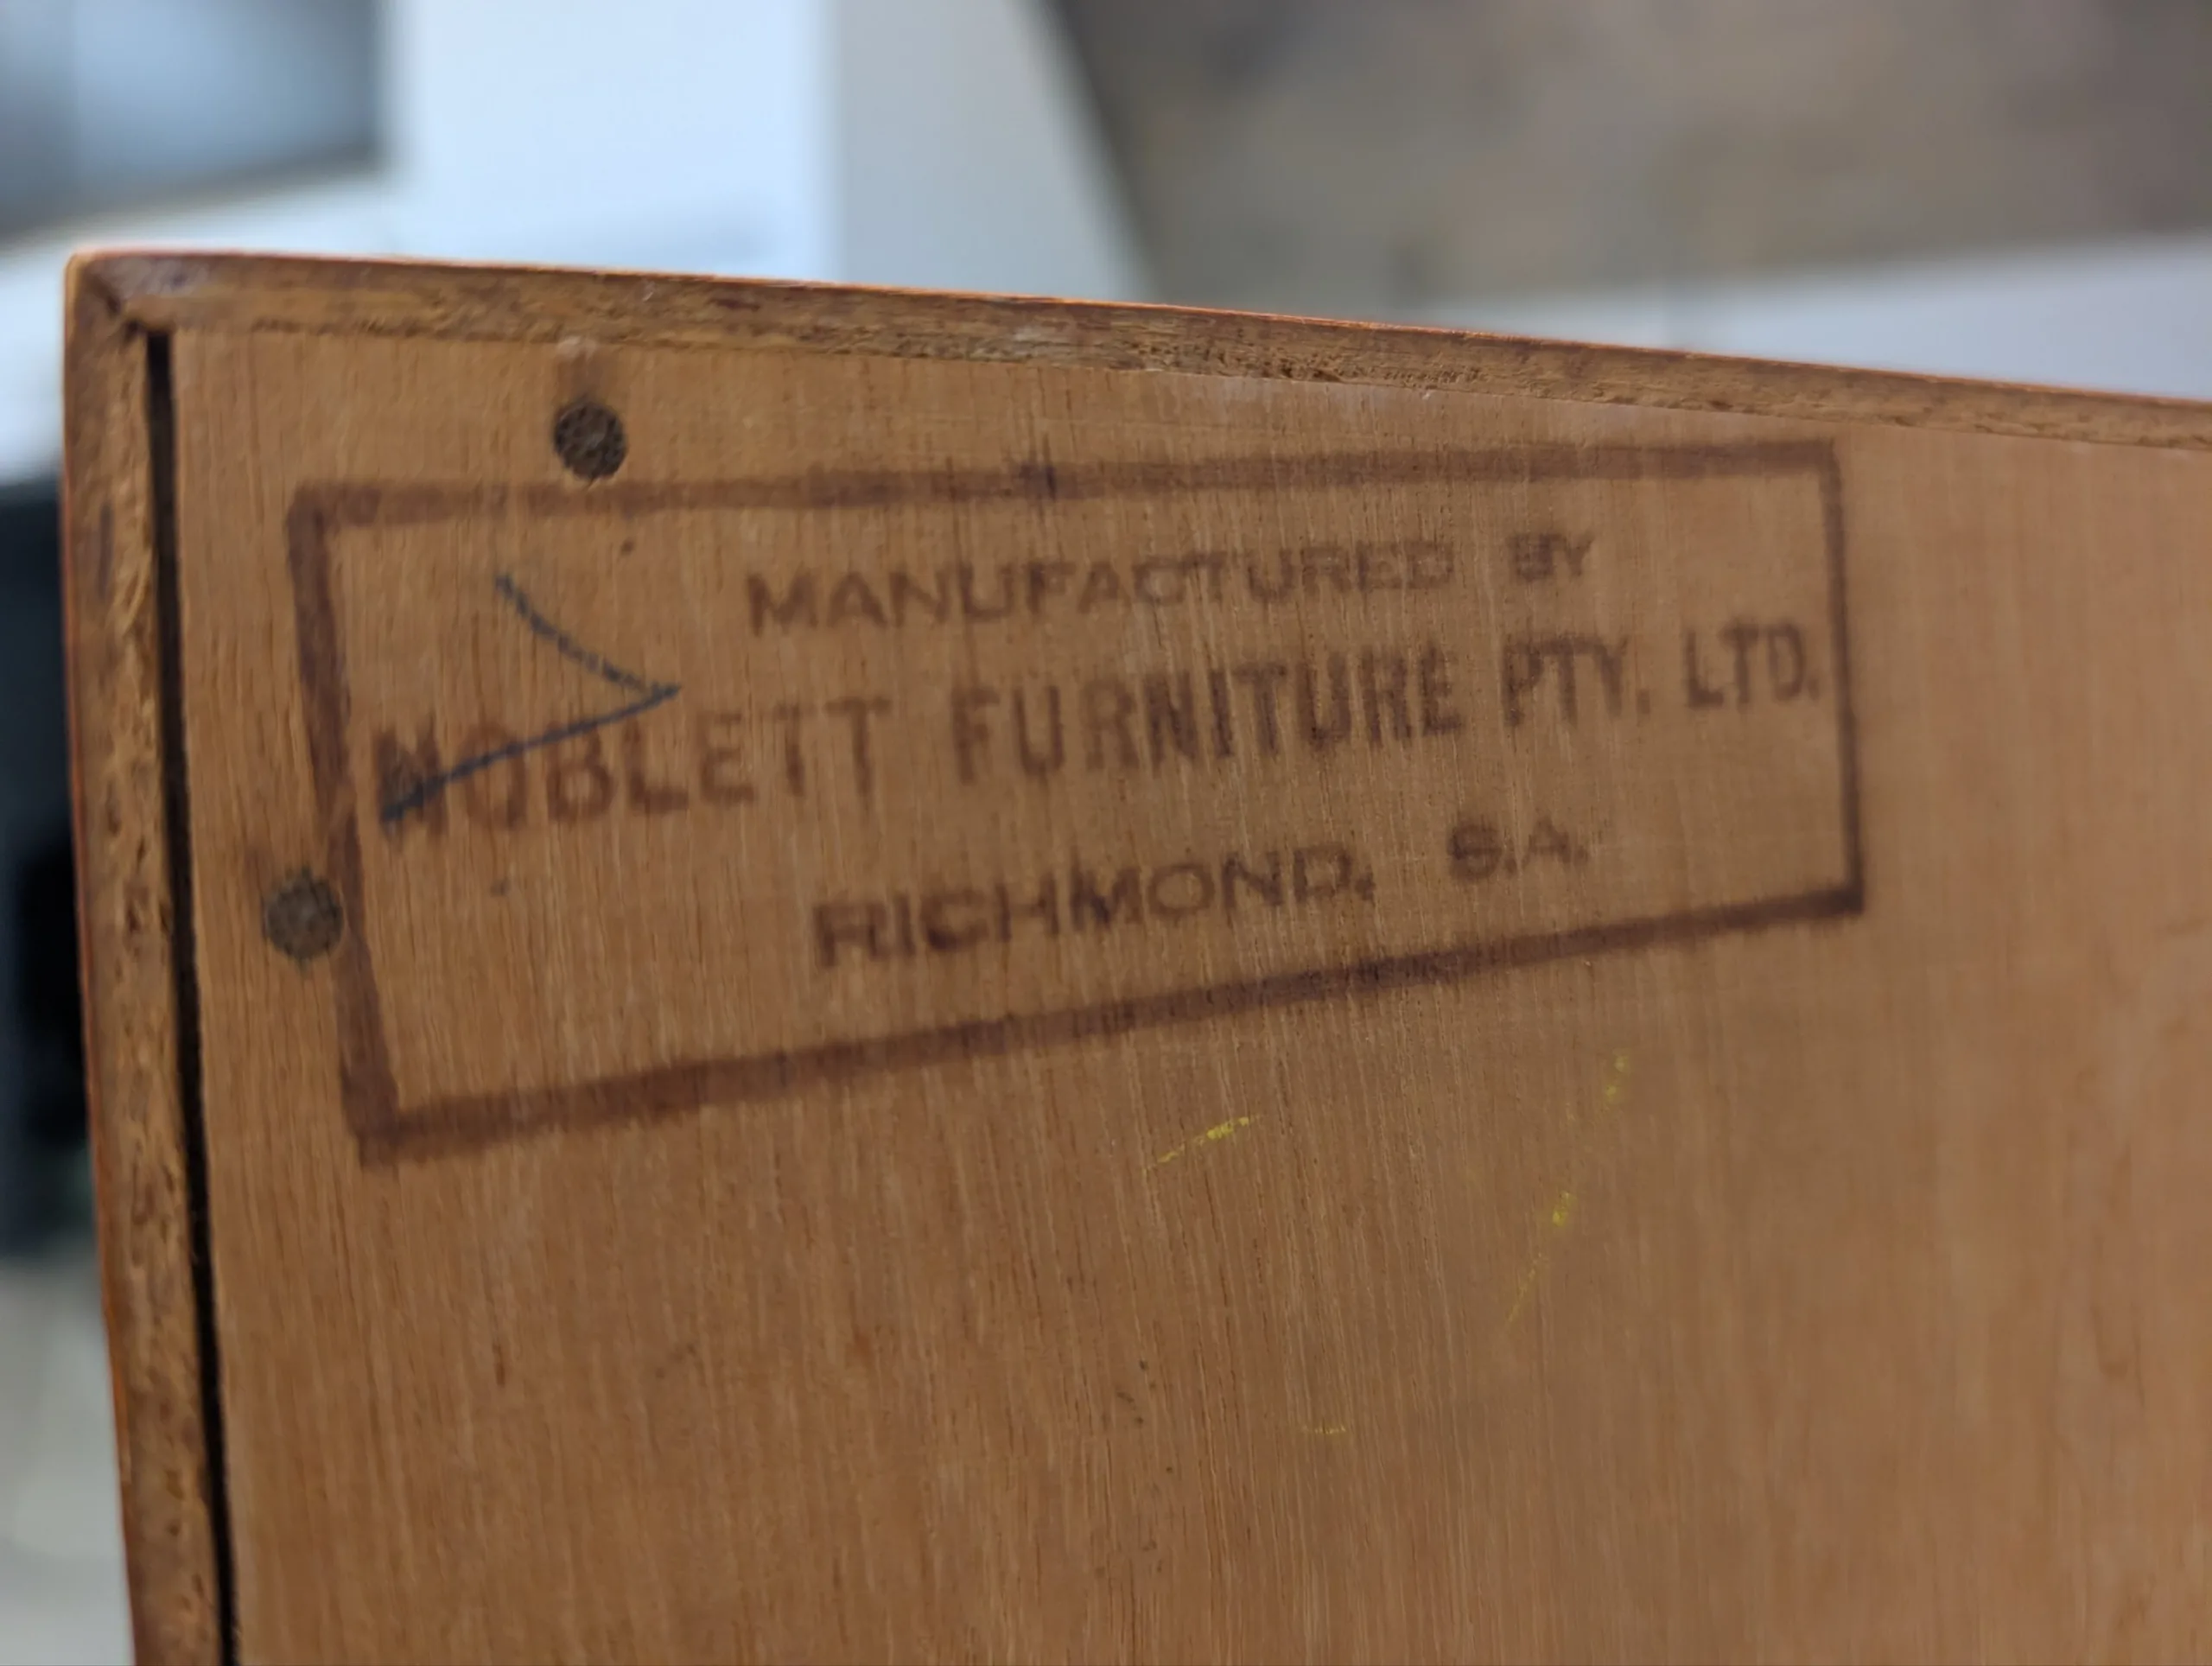 MANUFACTURED BY
NOBLETT FURNITURE PTY. LTD.
RICHMOND, S.A.